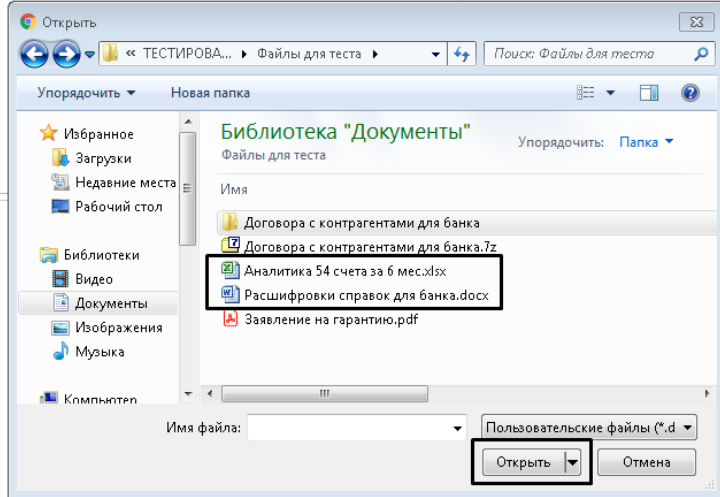 Открыть
« ТЕСТИРОВА... Файлы для теста
Поиск: Файлы для теста
Упорядочить Новая папка
Избранное
Загрузки
Недавние места
Рабочий стол
Библиотеки
Видео
Документы
Изображения
Музыка
Компьютер
Библиотека "Документы"
Файлы для теста
Упорядочить: Папка
Имя
Договора с контрагентами для банка
Договора с контрагентами для банка.7z
Аналитика 54 счета за 6 мес.xlsx
Расшифровки справок для банка.docx
Заявление на гарантию.pdf
Имя файла:
Пользовательские файлы (*.d
Открыть
Отмена